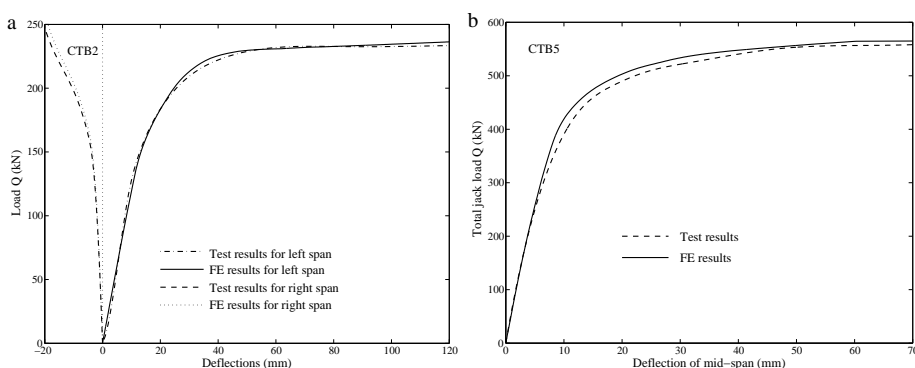 a
250
CTB2
200
150
100
50
0
Load Q (kN)
Test results for left span
FE results for left span
Test results for right span
FE results for right span
−20
0
20
40
60
80
100
120
Deflections (mm)
b
600
CTB5
500
400
300
200
100
0
Total jack load Q (kN)
Test results
FE results
0
10
20
30
40
50
60
70
Deflection of mid−span (mm)